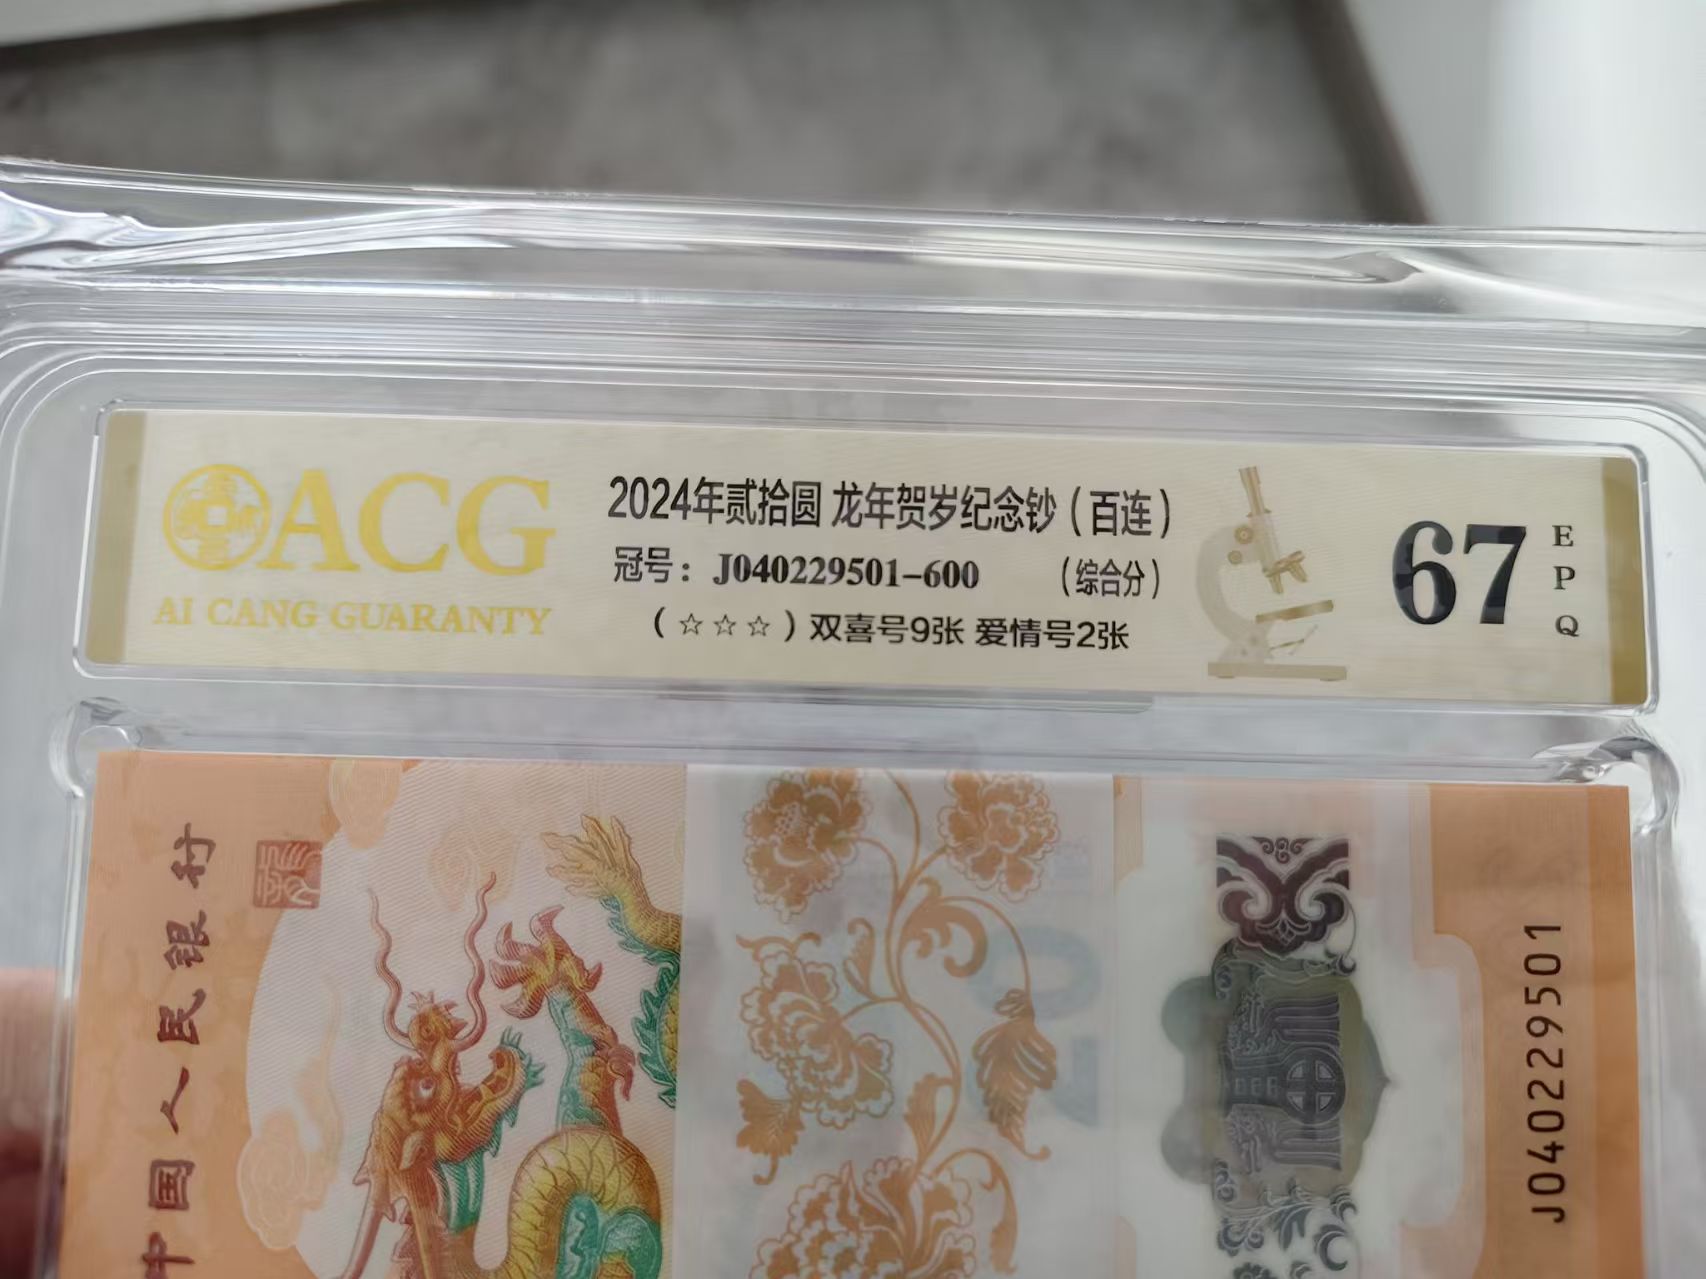 ACG
AI CANG GUARANTY
2024年贰拾圆 龙年贺岁纪念钞（百连）
冠号：J040229501-600 （综合分）
（☆☆☆）双喜号9张 爱情号2张
67
EPQ
中国人民银行
J040229501